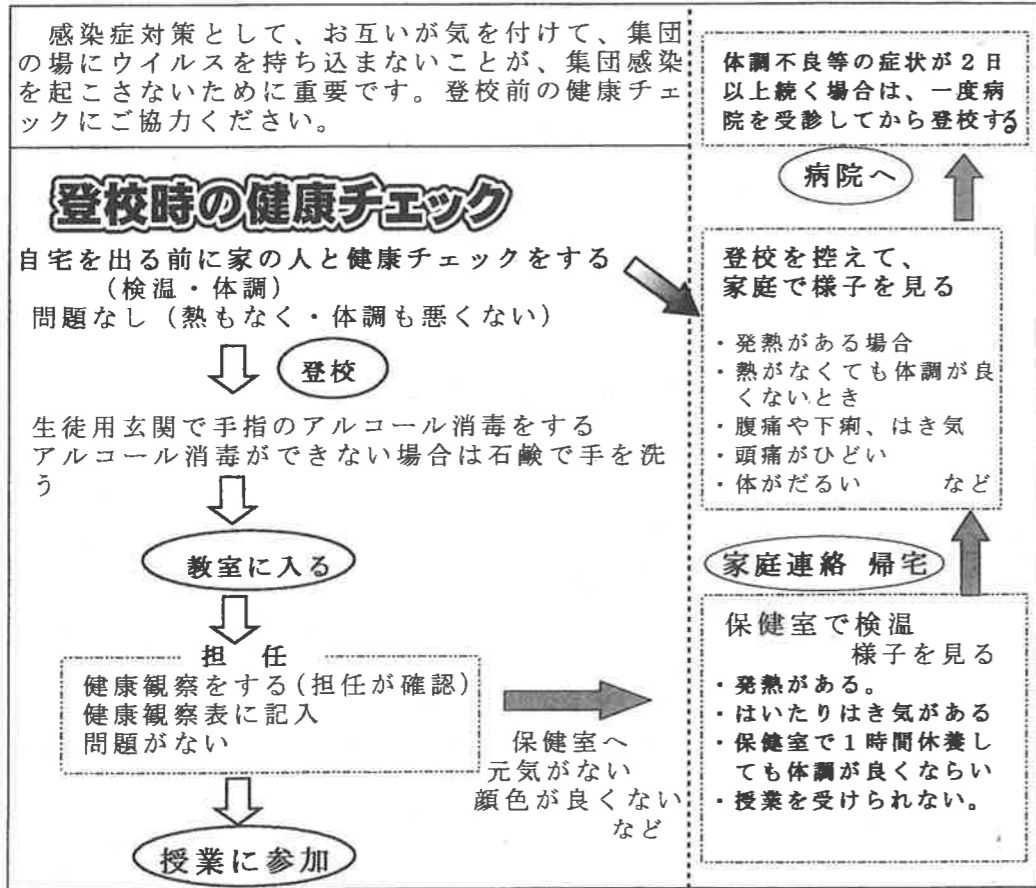 感染症対策として、お互いが気を付けて、集団
の場にウイルスを持ち込まないことが、集団感染
を起こさないために重要です。登校前の健康チェ
ックにご協力ください。
登校時の健康チェック
自宅を出る前に家の人と健康チェックをする
（検温・体調）
問題なし（熱もなく・体調も悪くない）
登校
生徒用玄関で手指のアルコール消毒をする
アルコール消毒ができない場合は石鹸で手を洗
う
教室に入る
担 任
健康観察をする(担任が確認)
健康観察表に記入
問題がない
保健室へ
元気がない
顔色が良くない
など
授業に参加
体調不良等の症状が２日
以上続く場合は、一度病
院を受診してから登校する
病院へ
登校を控えて、
家庭で様子を見る
・発熱がある場合
・熱がなくても体調が良
くないとき
・腹痛や下痢、はき気
・頭痛がひどい
・体がだるい　　など
家庭連絡 帰宅
保健室で検温
様子を見る
・発熱がある。
・はいたりはき気がある
・保健室で１時間休養し
ても体調が良くならい
・授業を受けられない。